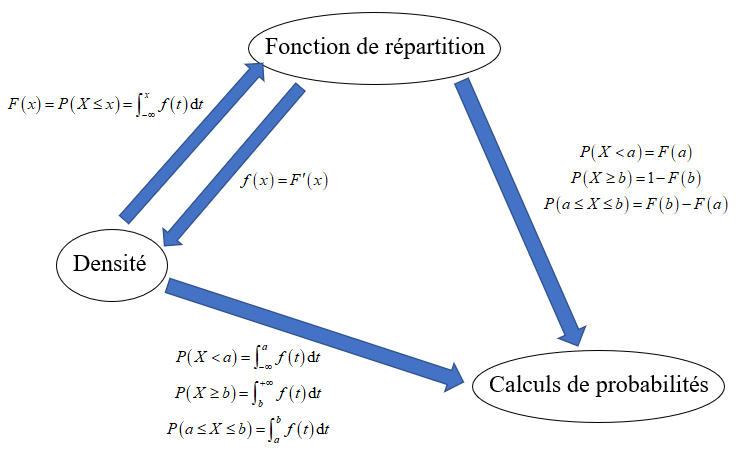 Fonction de répartition
F(x) = P(X ≤ x) = ∫_{-∞}^{x} f(t)dt
f(x) = F'(x)
P(X < a) = F(a)
P(X ≥ b) = 1 − F(b)
P(a ≤ X ≤ b) = F(b) − F(a)
Densité
P(X < a) = ∫_{-∞}^{a} f(t)dt
P(X ≥ b) = ∫_{b}^{+∞} f(t)dt
P(a ≤ X ≤ b) = ∫_{a}^{b} f(t)dt
Calculs de probabilités